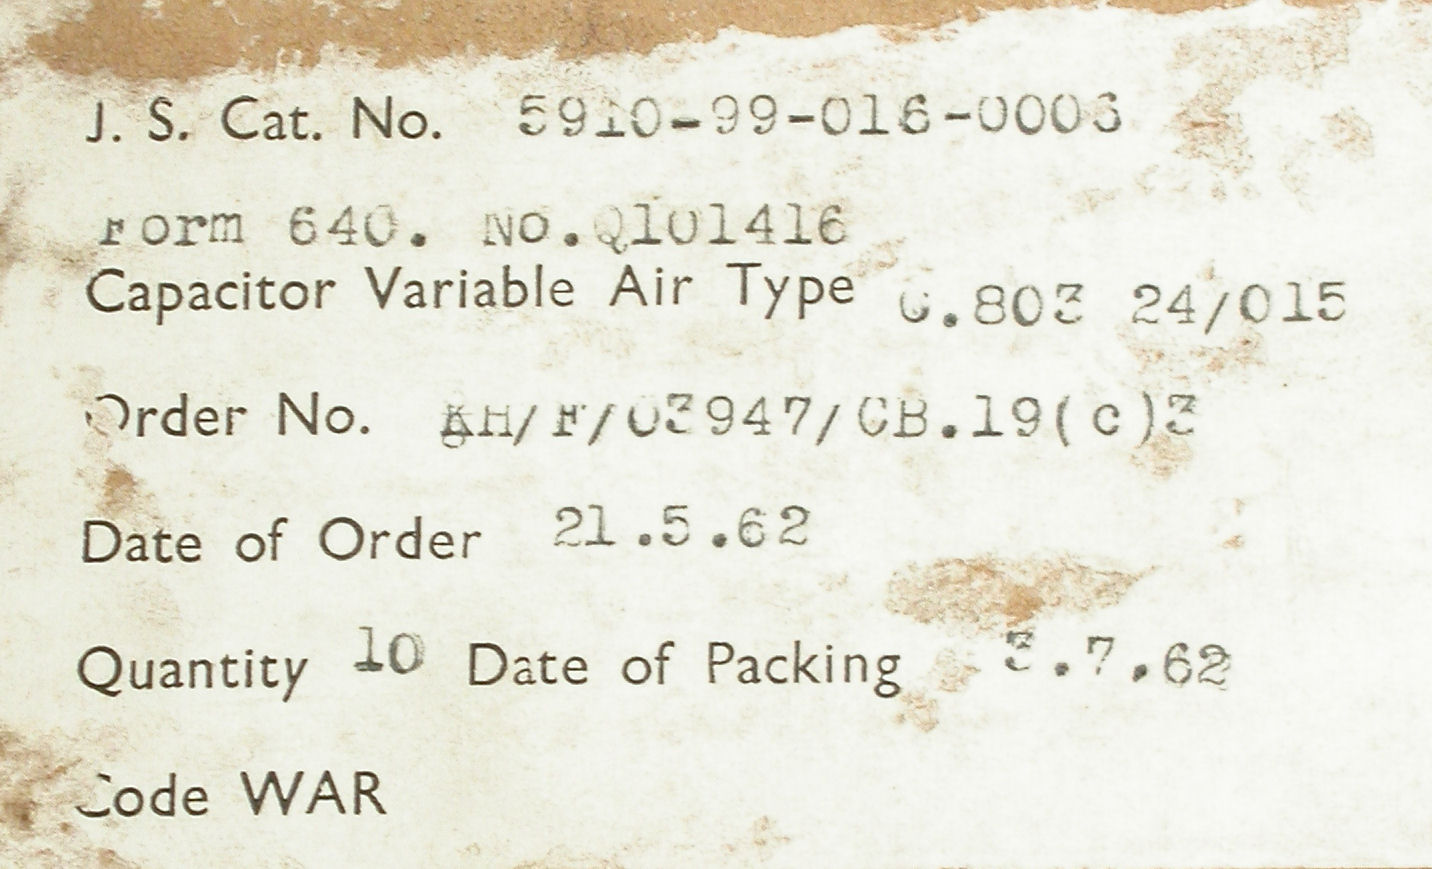 J. S. Cat. No. 5910-99-016-0003
Form 640. No.Q101416
Capacitor Variable Air Type C.803 24/015
Order No. /F/03947/CB.19(c)3
Date of Order 21.5.62
Quantity 10 Date of Packing 3.7.62
Code WAR